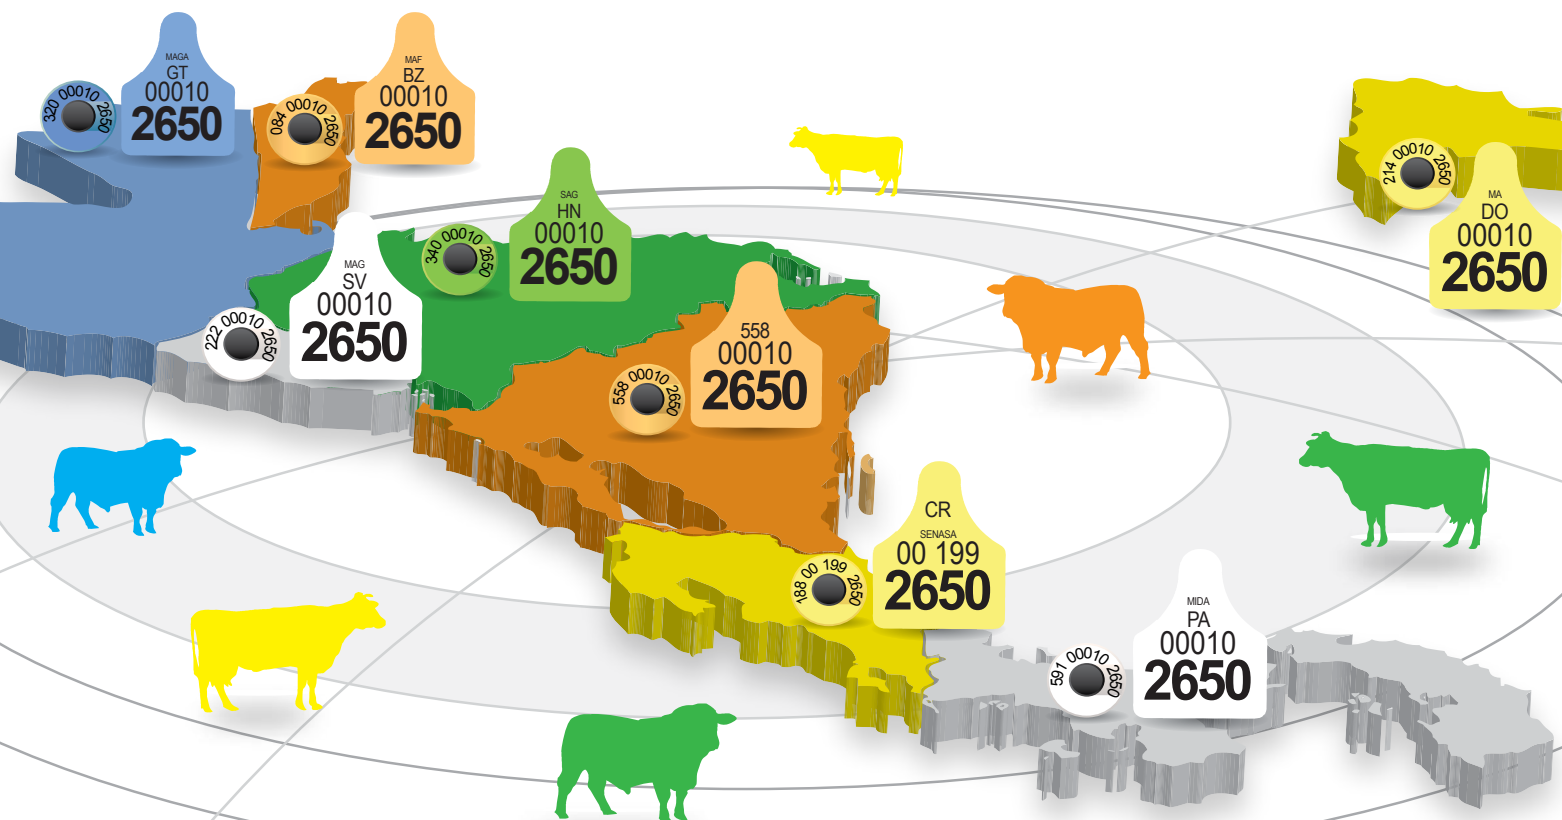 320 00010 2650
MAGA
GT
00010
2650
084 00010 2650
MAF
BZ
00010
2650
214 00010 2650
MA
DO
00010
2650
340 00010 2650
SAG
HN
00010
2650
222 00010 2650
MAG
SV
00010
2650
558 00010 2650
558
00010
2650
188 00 199 2650
CR
SENASA
00 199
2650
591 00010 2650
MIDA
PA
00010
2650